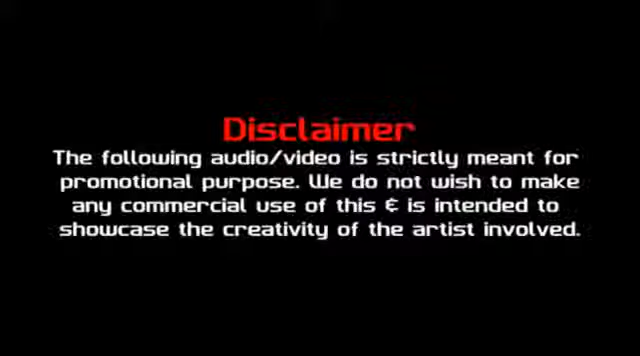 Disclaimer
The following audio/video is strictly meant for
promotional purpose. We do not wish to make
any commercial use of this & is intended to
showcase the creativity of the artist involved.